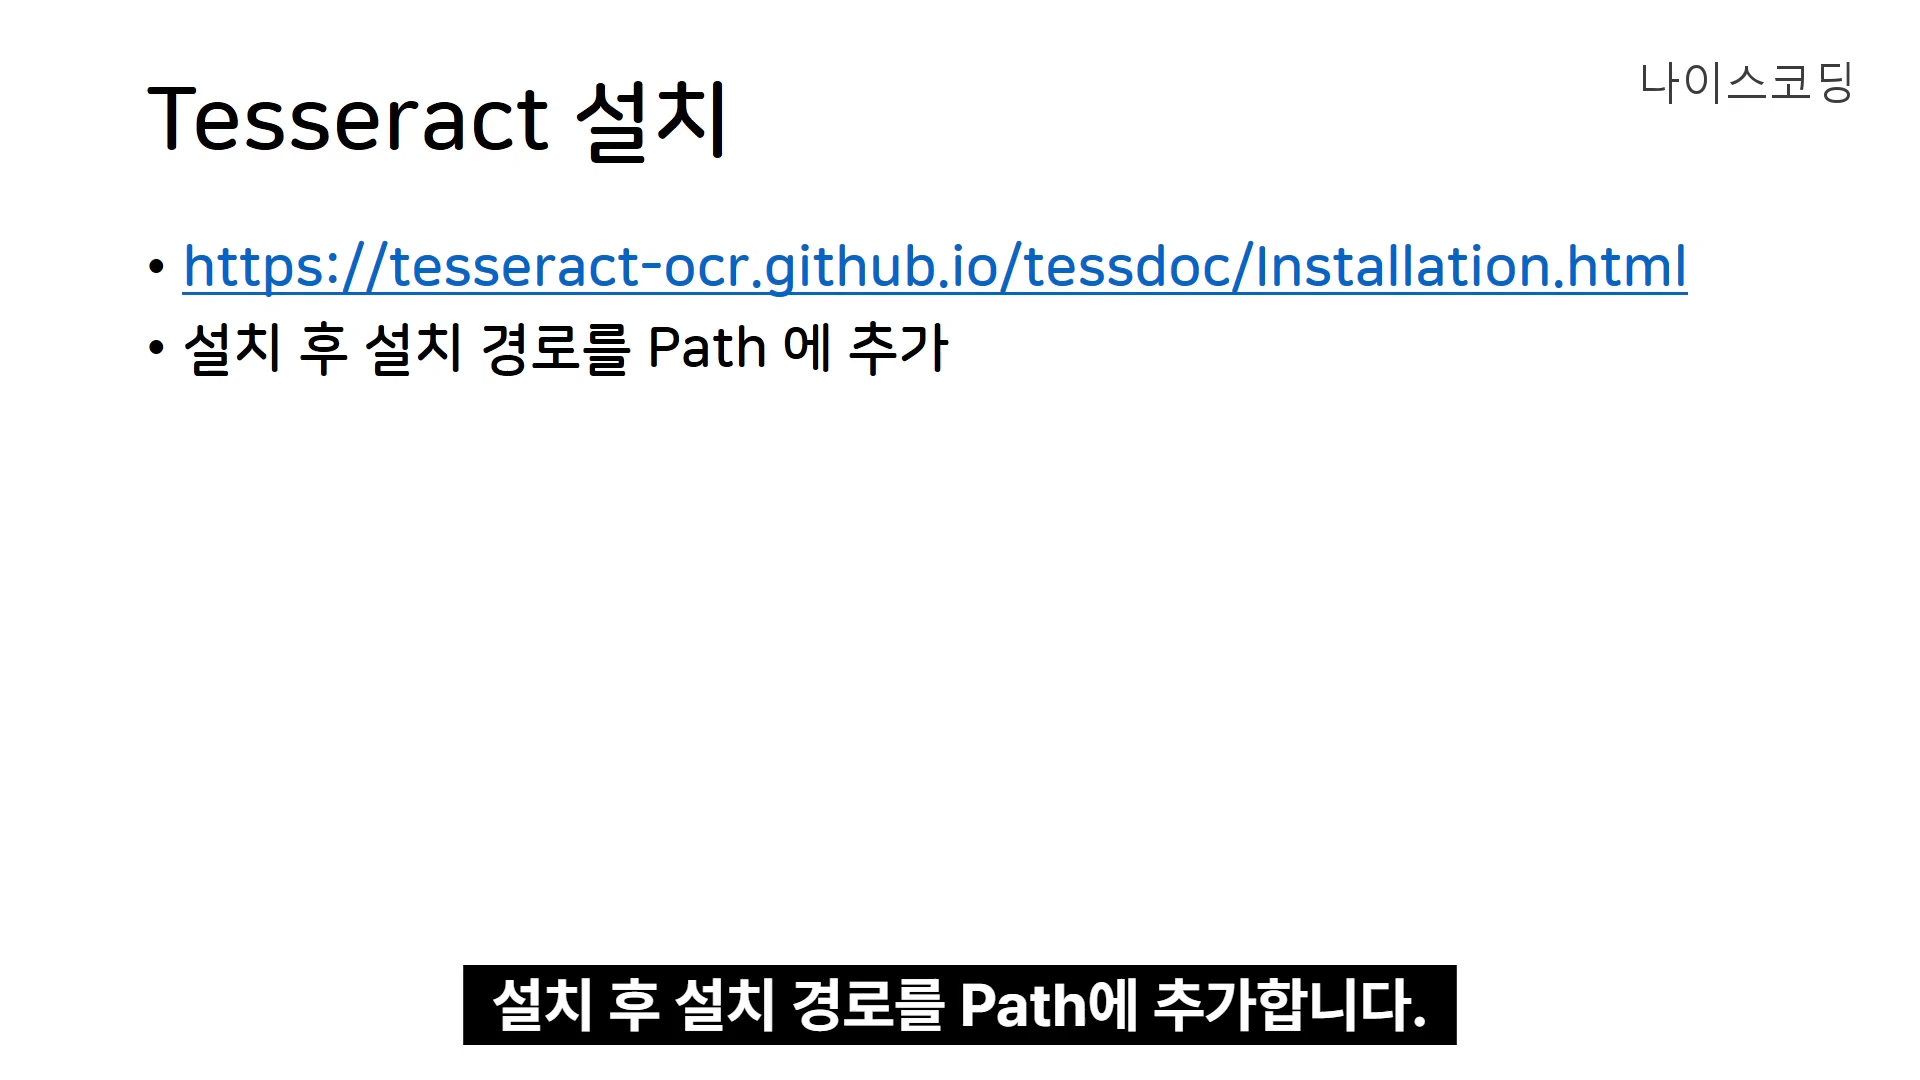 나이스코딩
Tesseract 설치
• https://tesseract-ocr.github.io/tessdoc/Installation.html
• 설치 후 설치 경로를 Path 에 추가
설치 후 설치 경로를 Path에 추가합니다.